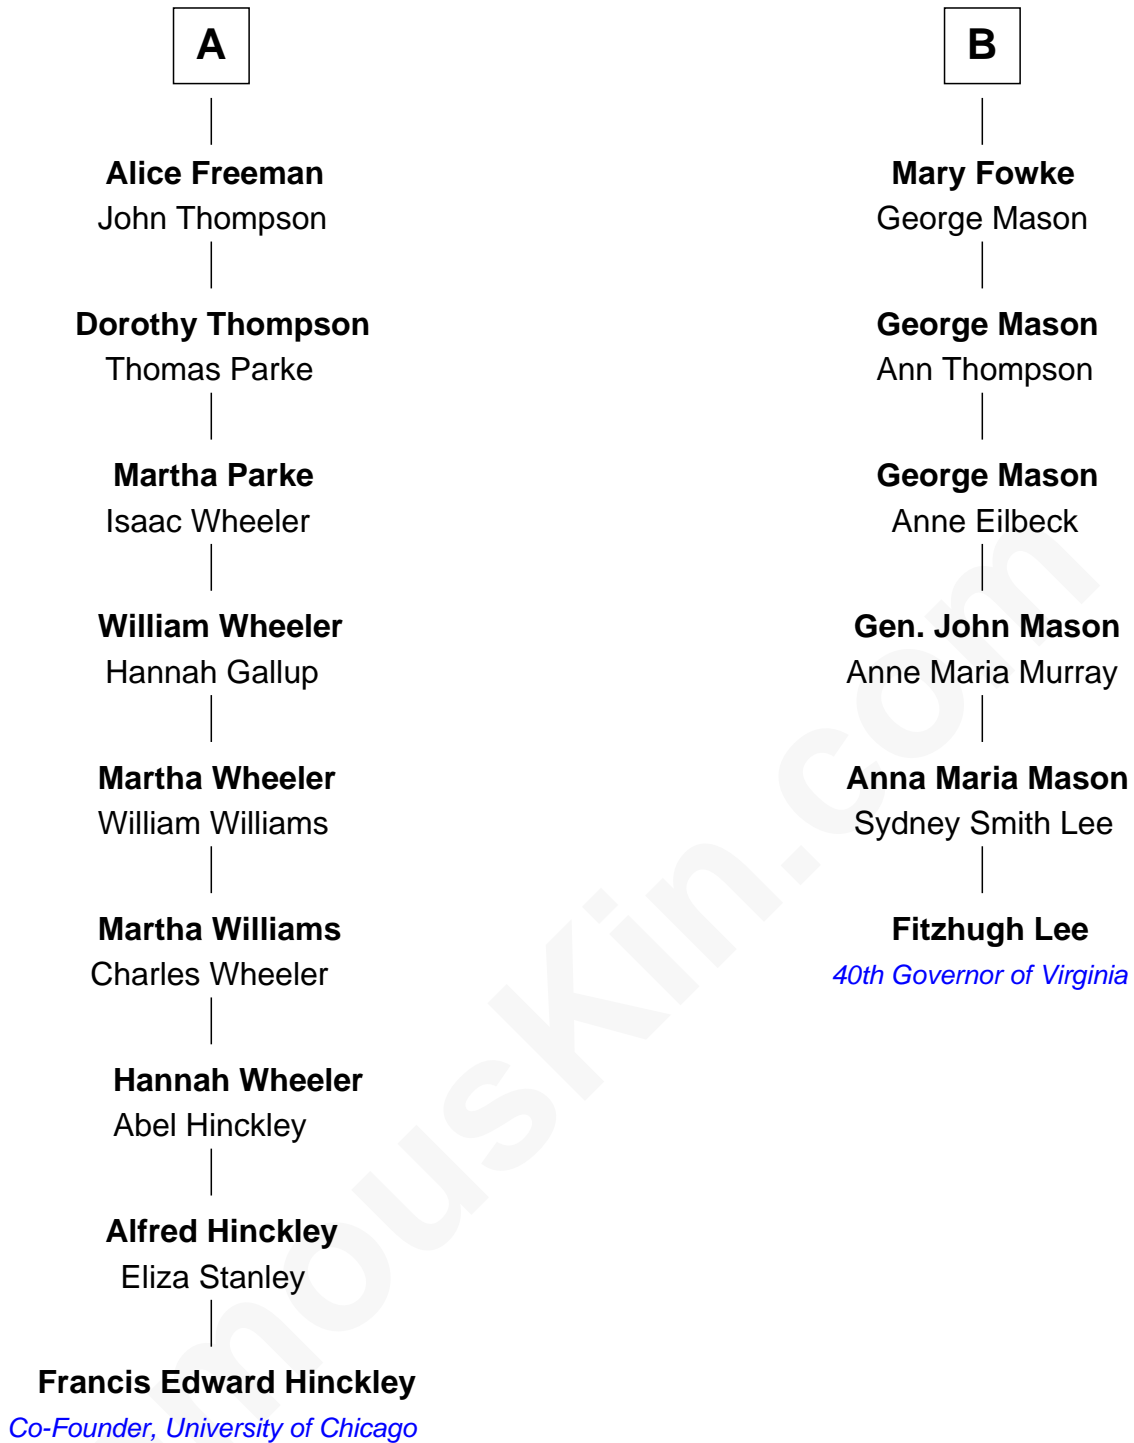 A
Alice Freeman
John Thompson
Dorothy Thompson
Thomas Parke
Martha Parke
Isaac Wheeler
William Wheeler
Hannah Gallup
Martha Wheeler
William Williams
Martha Williams
Charles Wheeler
Hannah Wheeler
Abel Hinckley
Alfred Hinckley
Eliza Stanley
Francis Edward Hinckley
Co-Founder, University of Chicago
B
Mary Fowke
George Mason
George Mason
Ann Thompson
George Mason
Anne Eilbeck
Gen. John Mason
Anne Maria Murray
Anna Maria Mason
Sydney Smith Lee
Fitzhugh Lee
40th Governor of Virginia
mousKin.com